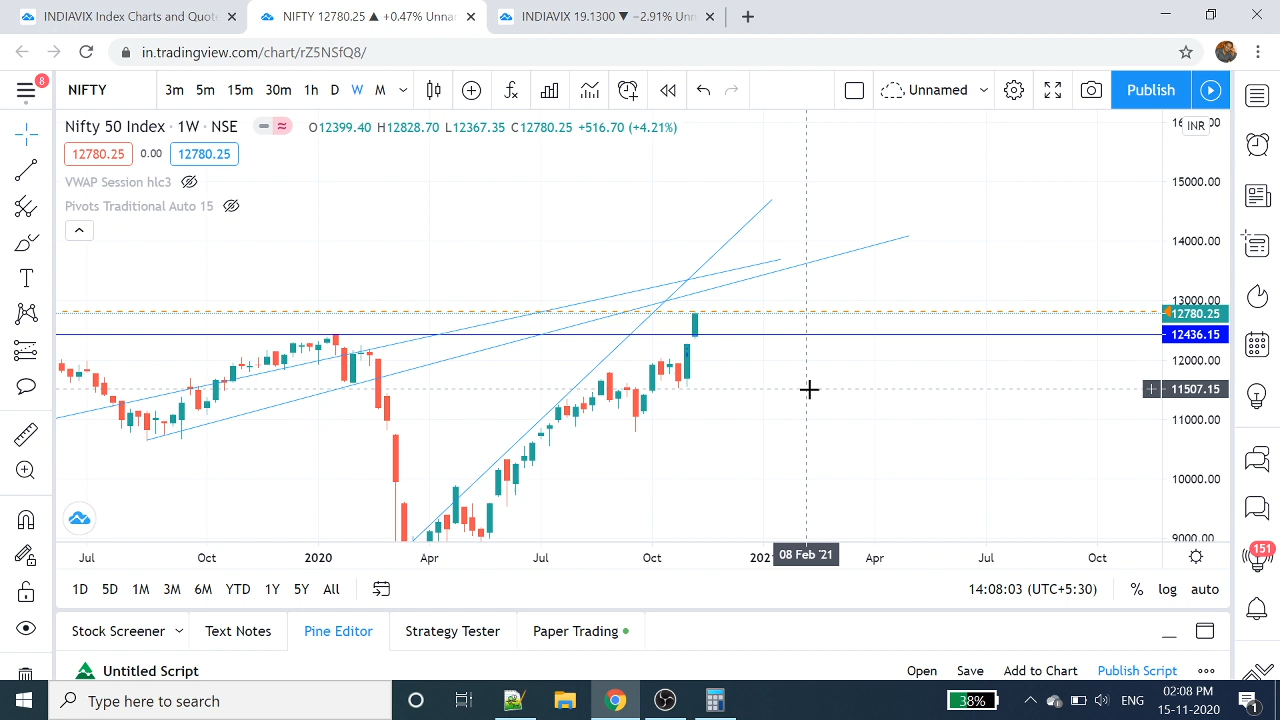 INDIAVIX Index Charts and Quote
NIFTY 12780.25 ▲ +0.47% Unna
INDIAVIX 19.1300 ▼ −2.91% Unn
in.tradingview.com/chart/rZ5NSfQ8/
8
NIFTY
3m 5m 15m 30m 1h D W M
Unnamed
Publish
Nifty 50 Index · 1W · NSE
O12399.40 H12828.70 L12367.35 C12780.25 +516.70 (+4.21%)
12780.25 0.00 12780.25
VWAP Session hlc3
Pivots Traditional Auto 15
INR
15000.00
14000.00
13000.00
12780.25
12436.15
12000.00
11507.15
11000.00
10000.00
9000.00
Jul Oct 2020 Apr Jul Oct 2021 08 Feb '21 Apr Jul Oct
1D 5D 1M 3M 6M YTD 1Y 5Y All
14:08:03 (UTC+5:30) % log auto
151
Stock Screener Text Notes Pine Editor Strategy Tester Paper Trading
Untitled Script
Open Save Add to Chart Publish Script
Type here to search
38%
ENG
02:08 PM
15-11-2020
1